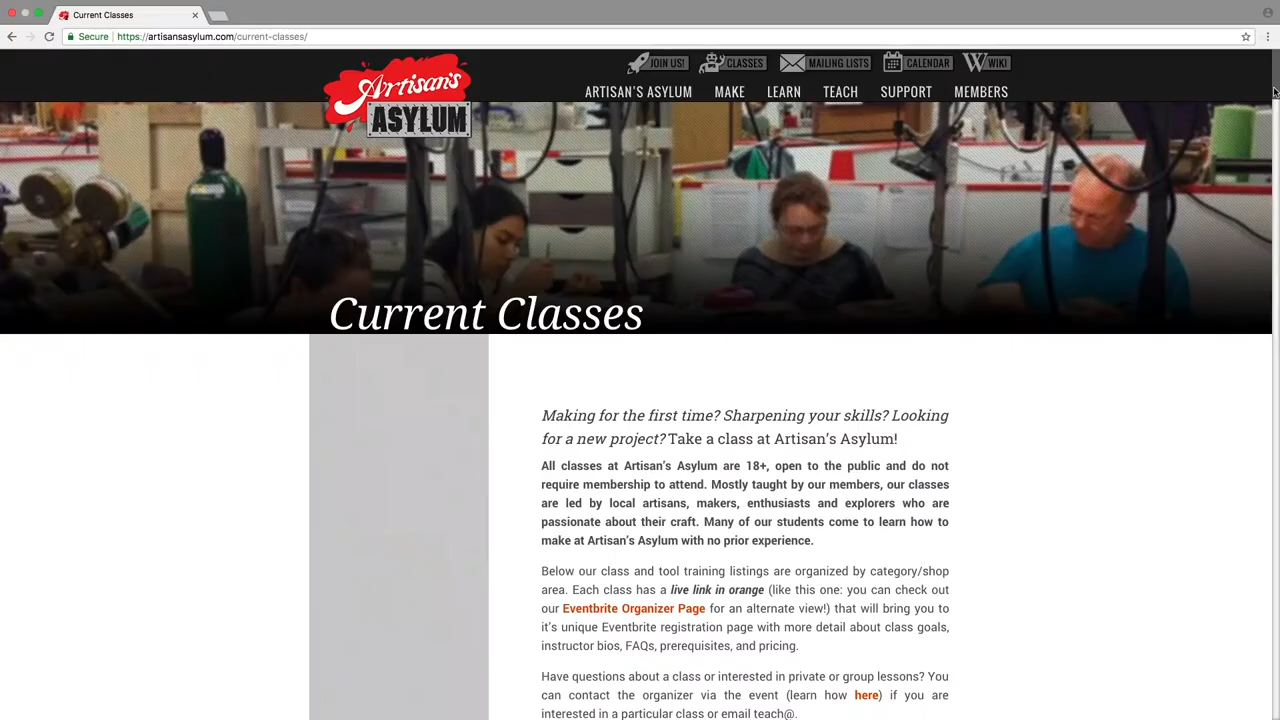 Current Classes
Secure https://artisansasylum.com/current-classes/
JOIN US! CLASSES MAILING LISTS CALENDAR W WIKI
Artisan's
ASYLUM
ARTISAN'S ASYLUM MAKE LEARN TEACH SUPPORT MEMBERS
Current Classes
Making for the first time? Sharpening your skills? Looking
for a new project? Take a class at Artisan's Asylum!
All classes at Artisan's Asylum are 18+, open to the public and do not
require membership to attend. Mostly taught by our members, our classes
are led by local artisans, makers, enthusiasts and explorers who are
passionate about their craft. Many of our students come to learn how to
make at Artisan's Asylum with no prior experience.
Below our class and tool training listings are organized by category/shop
area. Each class has a live link in orange (like this one: you can check out
our Eventbrite Organizer Page for an alternate view!) that will bring you to
it's unique Eventbrite registration page with more detail about class goals,
instructor bios, FAQs, prerequisites, and pricing.
Have questions about a class or interested in private or group lessons? You
can contact the organizer via the event (learn how here) if you are
interested in a particular class or email teach@.